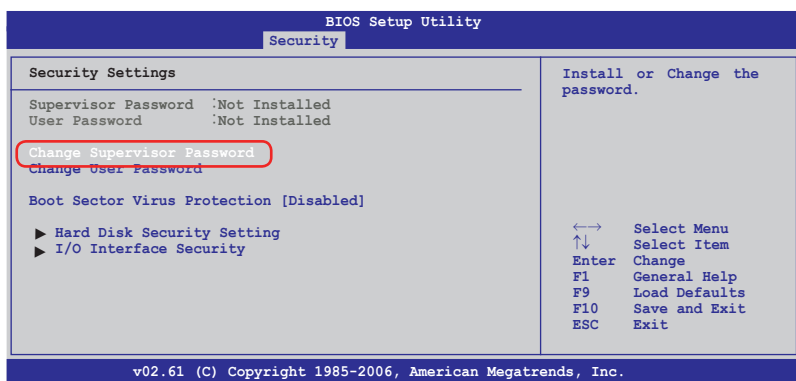 BIOS Setup Utility
Security
Security Settings
Supervisor Password :Not Installed
User Password :Not Installed
Change Supervisor Password
Change User Password
Boot Sector Virus Protection [Disabled]
▶ Hard Disk Security Setting
▶ I/O Interface Security
Install or Change the
password.
←→ Select Menu
↑↓ Select Item
Enter Change
F1 General Help
F9 Load Defaults
F10 Save and Exit
ESC Exit
v02.61 (C) Copyright 1985-2006, American Megatrends, Inc.